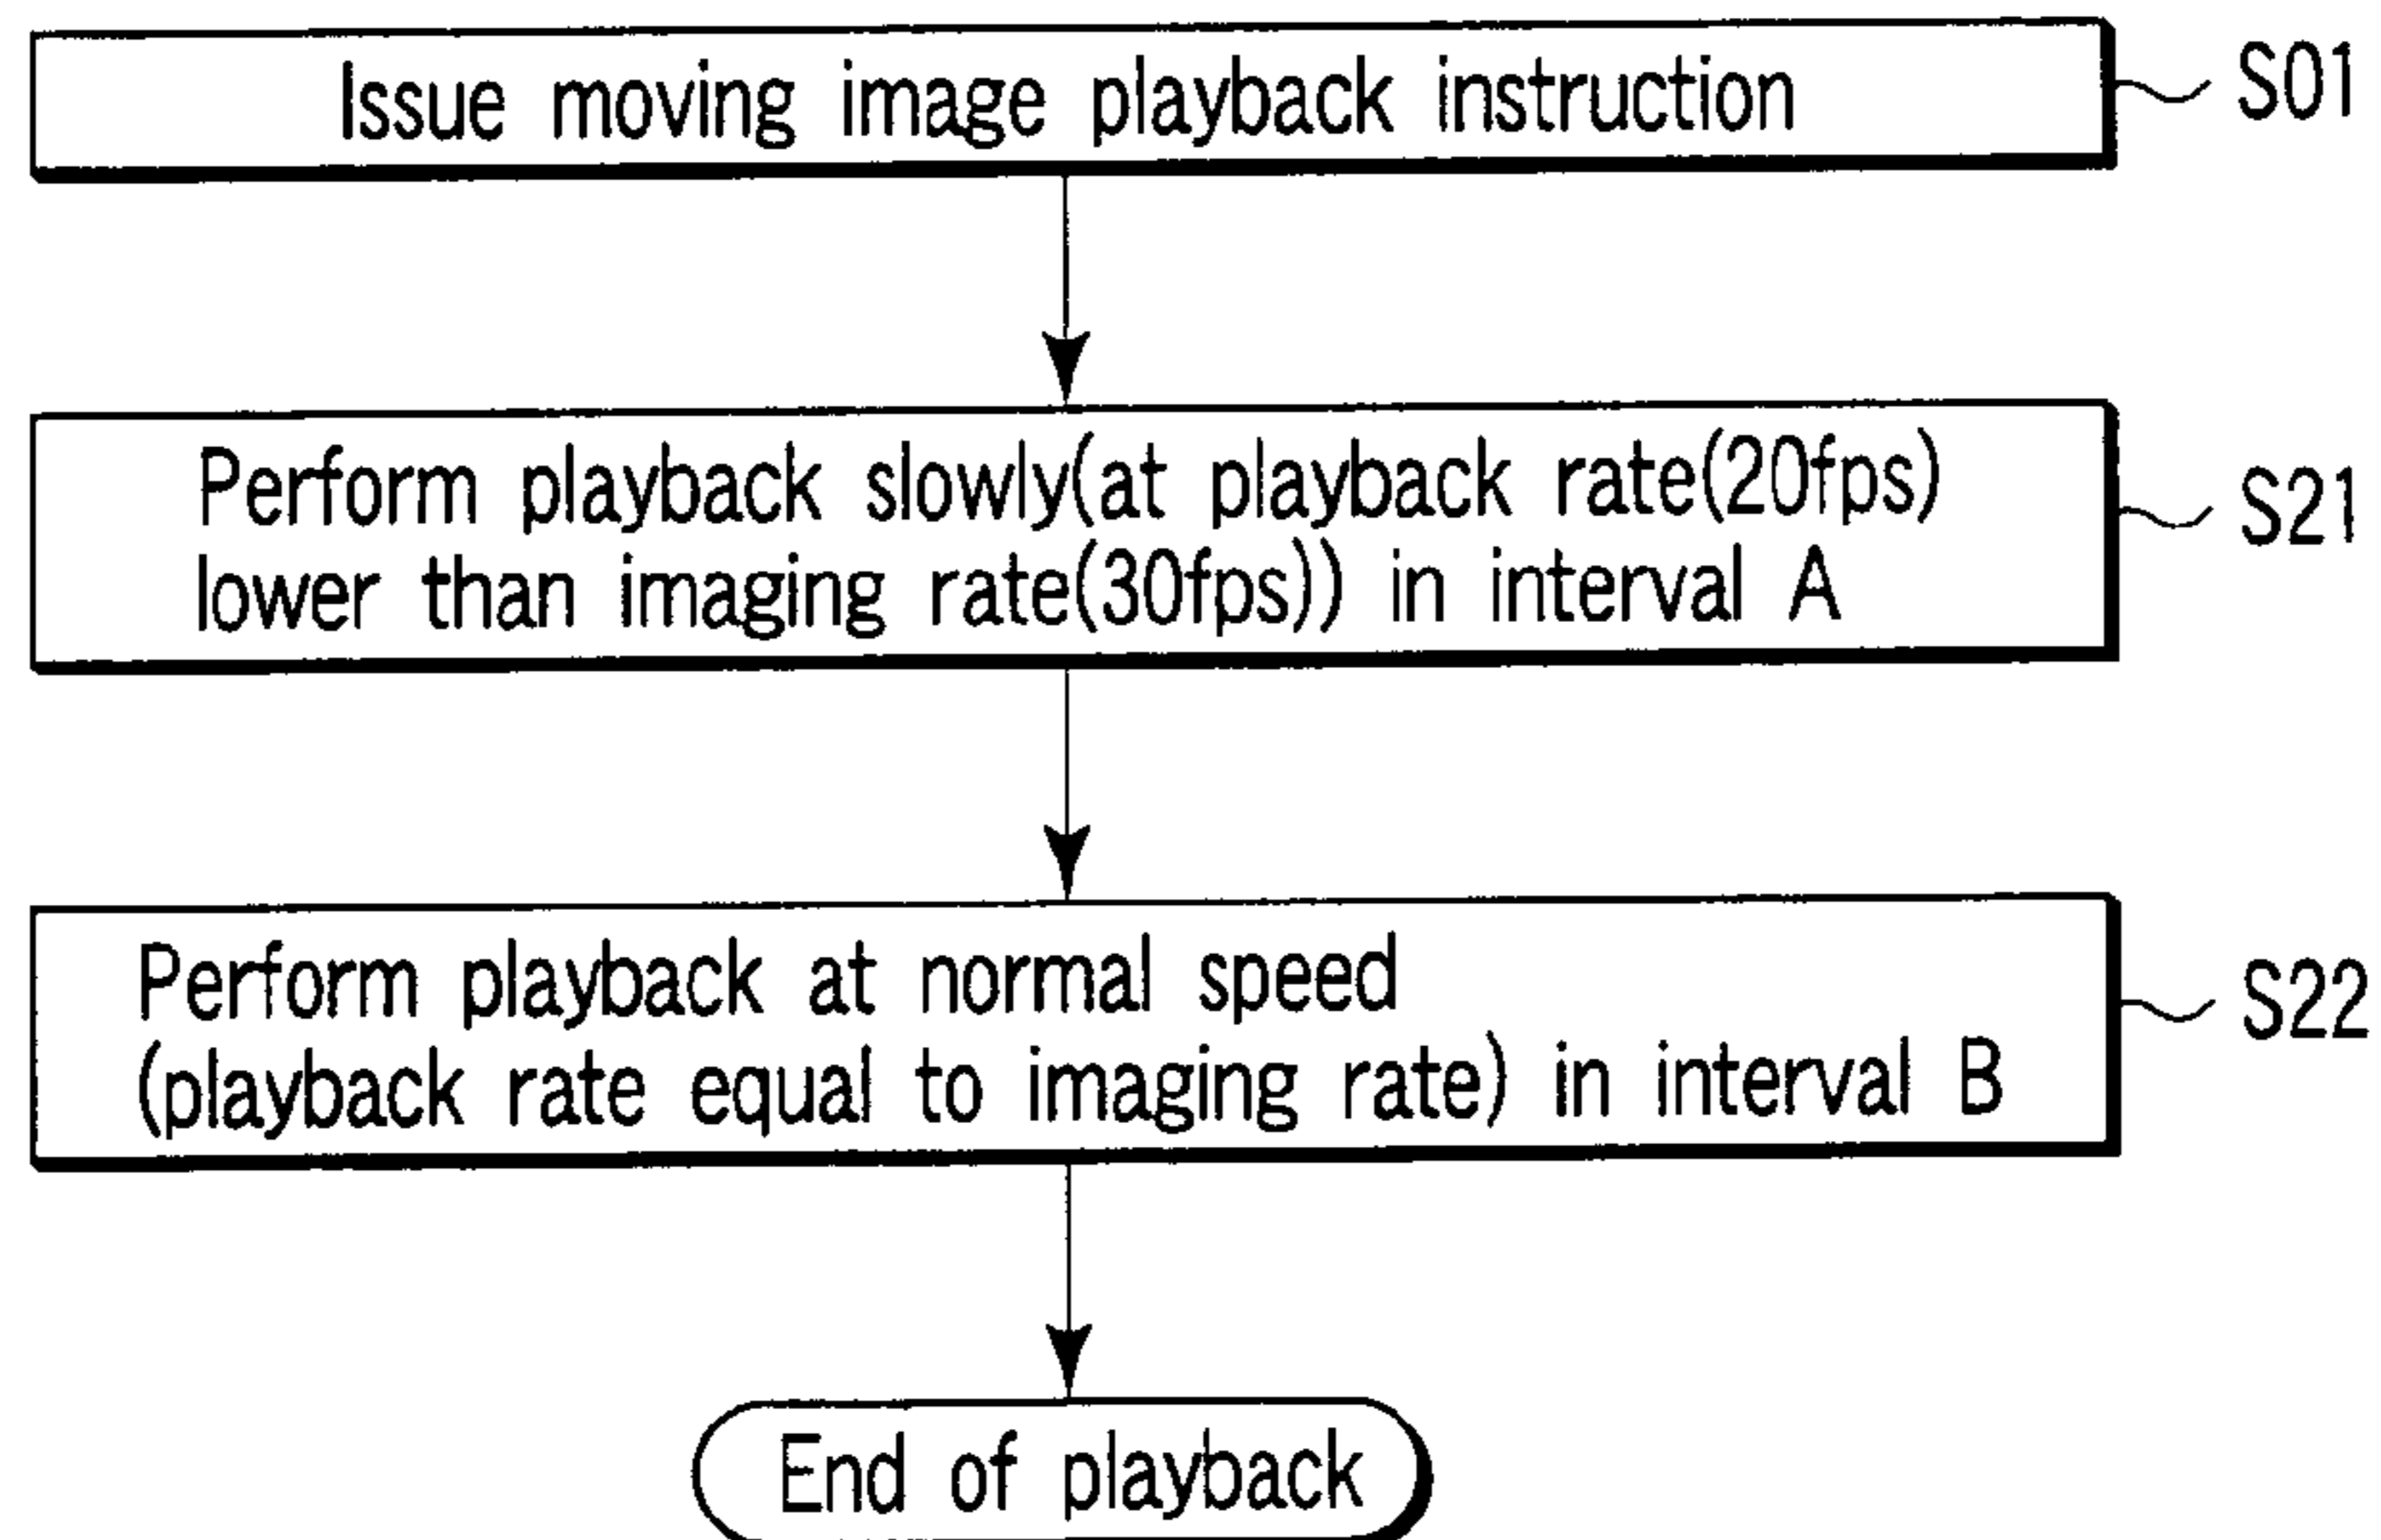 Issue moving image playback instruction
S01
Perform playback slowly(at playback rate(20fps)
lower than imaging rate(30fps)) in interval A
S21
Perform playback at normal speed
(playback rate equal to imaging rate) in interval B
S22
End of playback